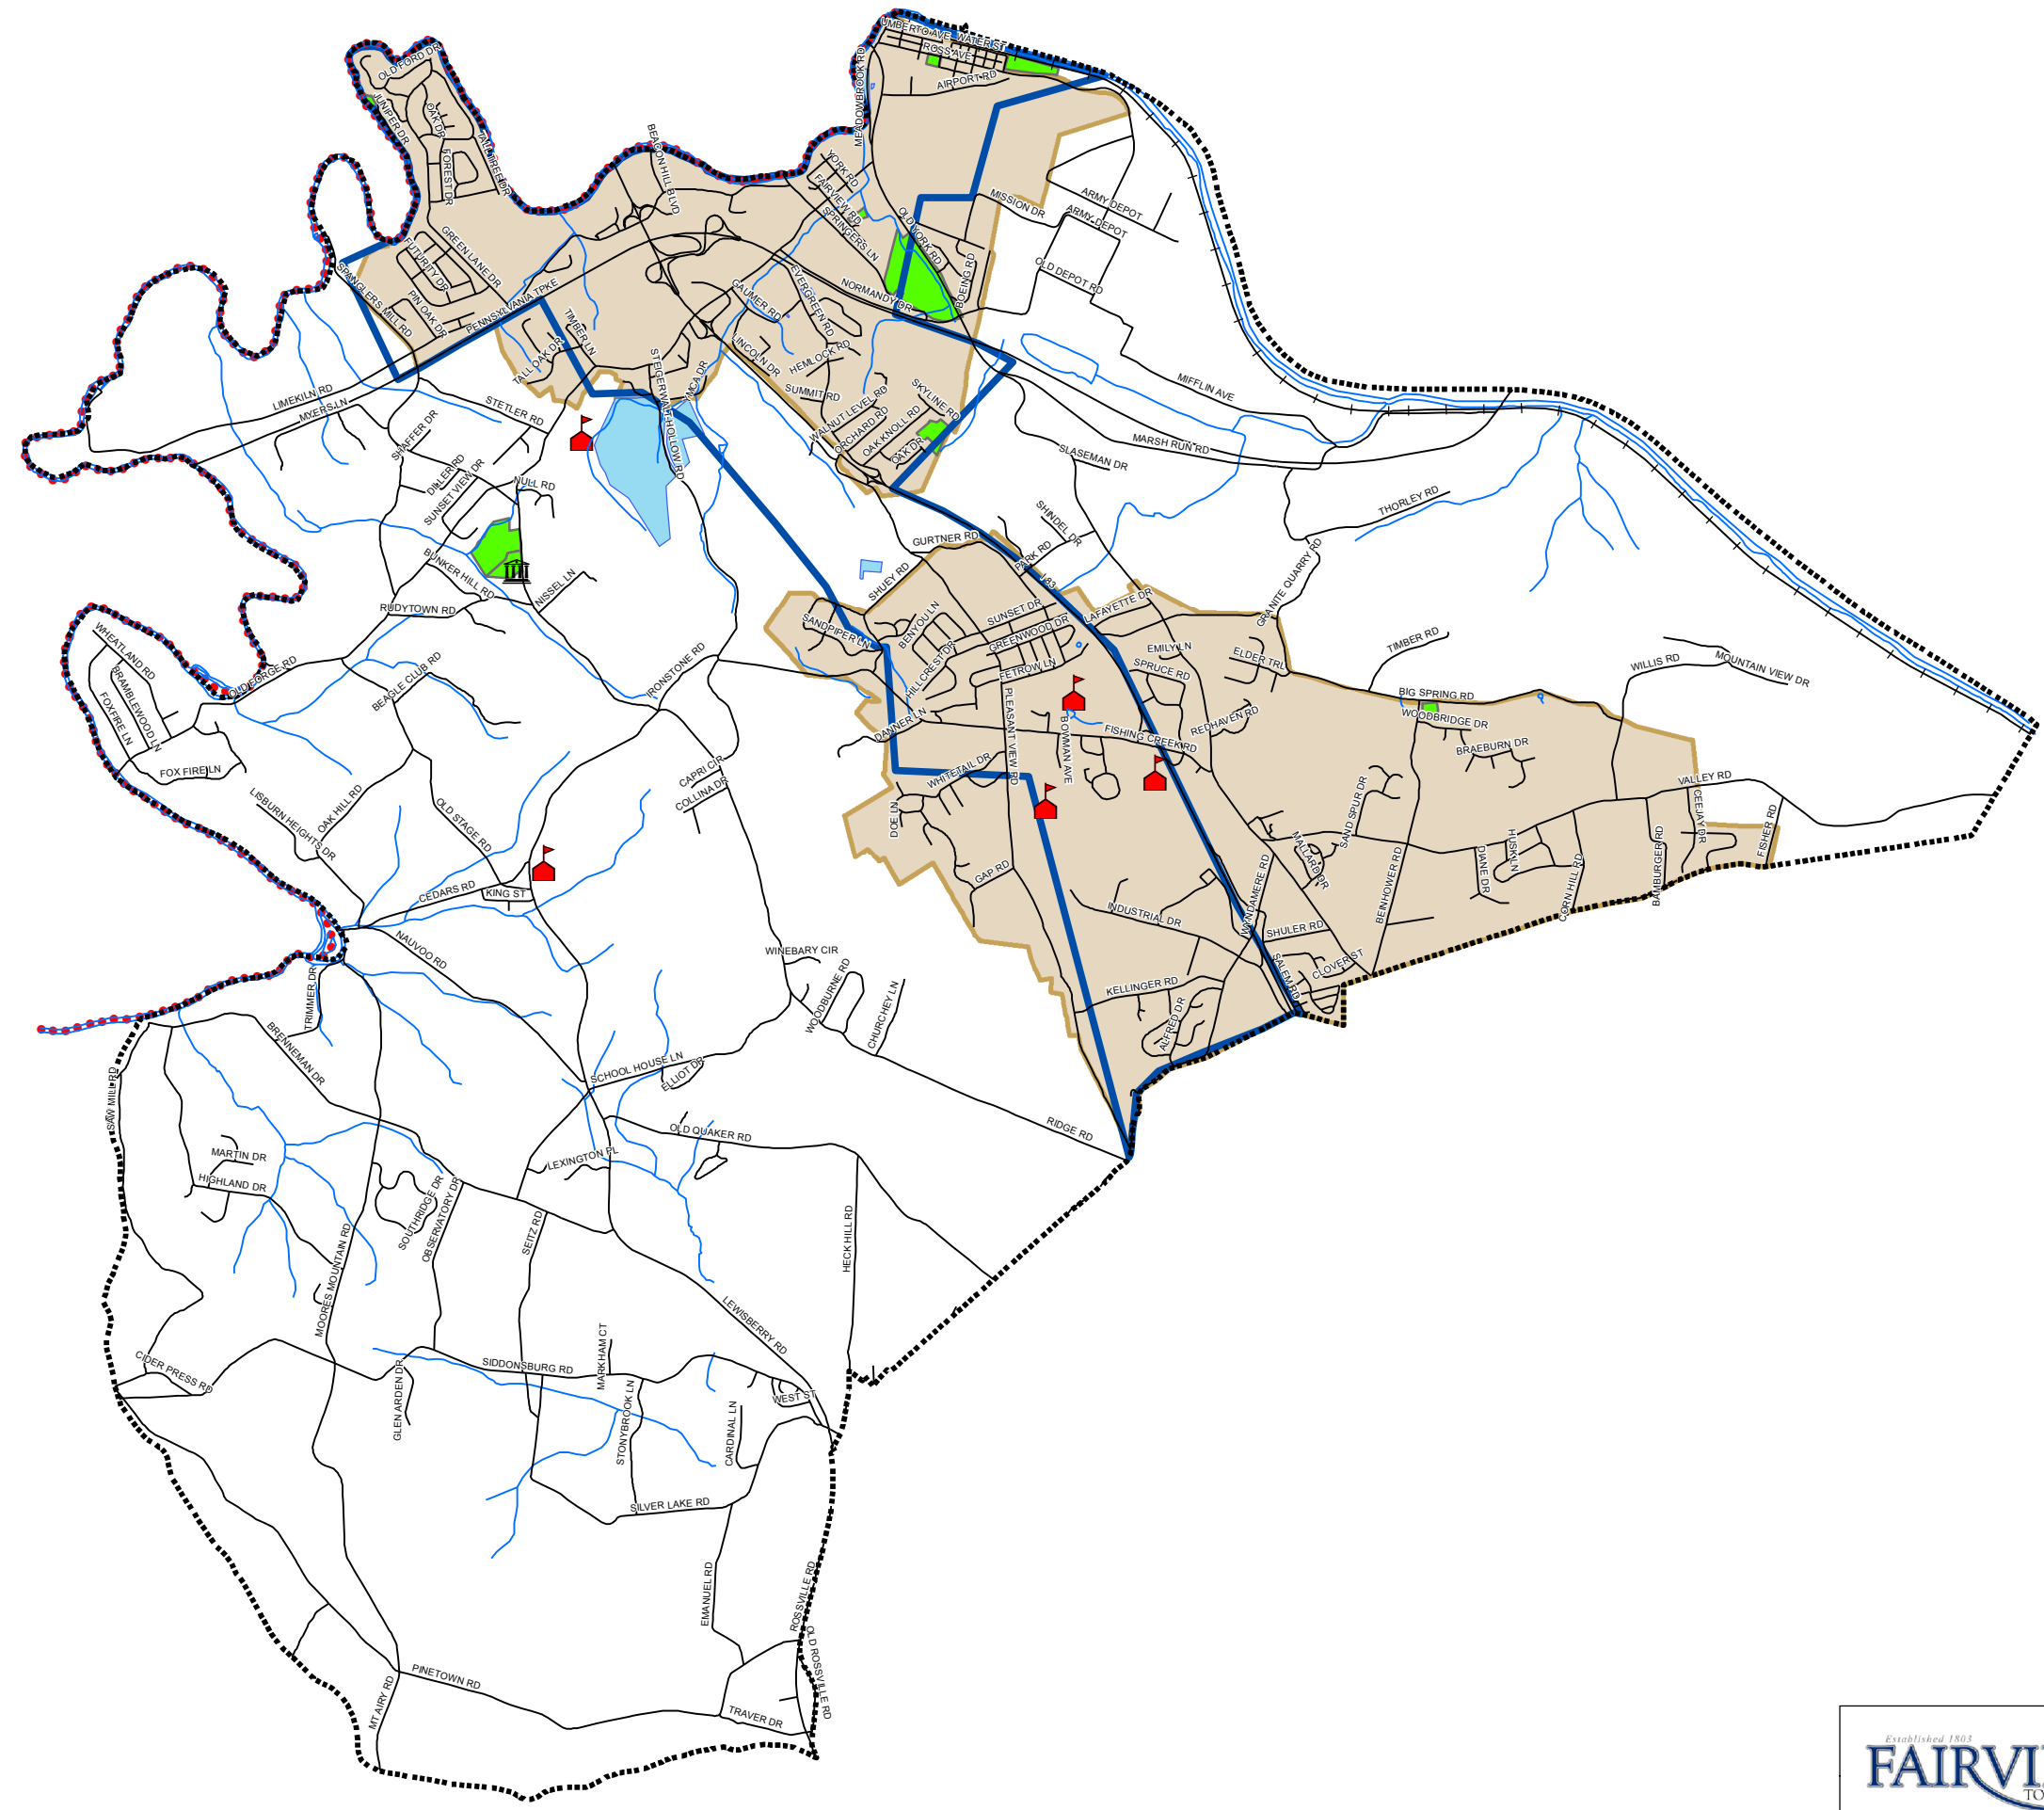 UMBERTO AVE
WATER ST
ROSS AVE
AIRPORT RD
MEADOWBROOK RD
OLD FORD DR
JUNIPER DR
OAK DR
FOREST DR
TALL TREE DR
BEACON HILL BLVD
YORK RD
FAIRVIEW RD
SPRINGERS LN
OLD YORK RD
MISSION DR
ARMY DEPOT
ARMY DEPOT
OLD DEPOT RD
BOEING RD
NORMANDY DR
GREEN LANE DR
FUTURITY DR
SPANGLERS MILL RD
PIN OAK DR
PENNSYLVANIA TPKE
TIMBER LN
TALL OAK DR
GAUMER RD
EVERGREEN RD
LINCOLN DR
HEMLOCK RD
SUMMIT RD
STEIGERWALT HOLLOW RD
YMCA DR
WALNUT LEVEL RD
ORCHARD RD
OAK KNOLL RD
SKYLINE RD
OAK DR
MIFFLIN AVE
MARSH RUN RD
SLASEMAN DR
THORLEY RD
LIMEKILN RD
MYERS LN
STETLER RD
SHAFFER DR
DILLER RD
SUNSET VIEW DR
NULL RD
BUNKER HILL RD
NISSEL LN
RUDYTOWN RD
GURTNER RD
SHINDEL DR
PARK RD
I 83
SHUEY RD
GRANITE QUARRY RD
SANDPIPER LN
BENYOU LN
SUNSET DR
GREENWOOD DR
LAFAYETTE DR
HILLCREST DR
FETROW LN
EMILY LN
SPRUCE RD
ELDER TRL
TIMBER RD
WILLIS RD
MOUNTAIN VIEW DR
BIG SPRING RD
WOODBRIDGE DR
BRAEBURN DR
REDHAVEN RD
FISHING CREEK RD
BOWMAN AVE
PLEASANT VIEW RD
DANNER LN
WHITETAIL DR
DOE LN
GAP RD
VALLEY RD
CEEJAY DR
FISHER RD
SAND SPUR DR
MALLARD DR
BEINHOWER RD
DIANE DR
HUSK LN
CORN HILL RD
BAMBURGER RD
WINDAMERE RD
INDUSTRIAL DR
SHULER RD
CLOVER ST
SALEM RD
KELLINGER RD
ALFRED DR
WHEATLAND RD
BRAMBLEWOOD LN
FOXFIRE LN
FOX FIRE LN
OLD FORGE RD
BEAGLE CLUB RD
IRONSTONE RD
CAPRI CIR
COLLINA DR
LISBURN HEIGHTS DR
OAK HILL RD
OLD STAGE RD
CEDARS RD
KING ST
NAUVOO RD
TRIMMER DR
WINEBARY CIR
WOODBURNE RD
CHURCHEY LN
SCHOOL HOUSE LN
ELLIOT DR
BRENNEMAN DR
SAW MILL RD
RIDGE RD
OLD QUAKER RD
LEXINGTON PL
MARTIN DR
HIGHLAND DR
SOUTHRIDGE DR
OBSERVATORY DR
SEITZ RD
HECK HILL RD
MOORES MOUNTAIN RD
LEWISBERRY RD
CIDER PRESS RD
SIDDONSBURG RD
MARKHAM CT
GLEN ARDEN DR
STONYBROOK LN
CARDINAL LN
WEST ST
SILVER LAKE RD
EMANUEL RD
ROSSVILLE RD
OLD ROSSVILLE RD
PINETOWN RD
MT AIRY RD
TRAVER DR
Established 1803
FAIRVI
TO